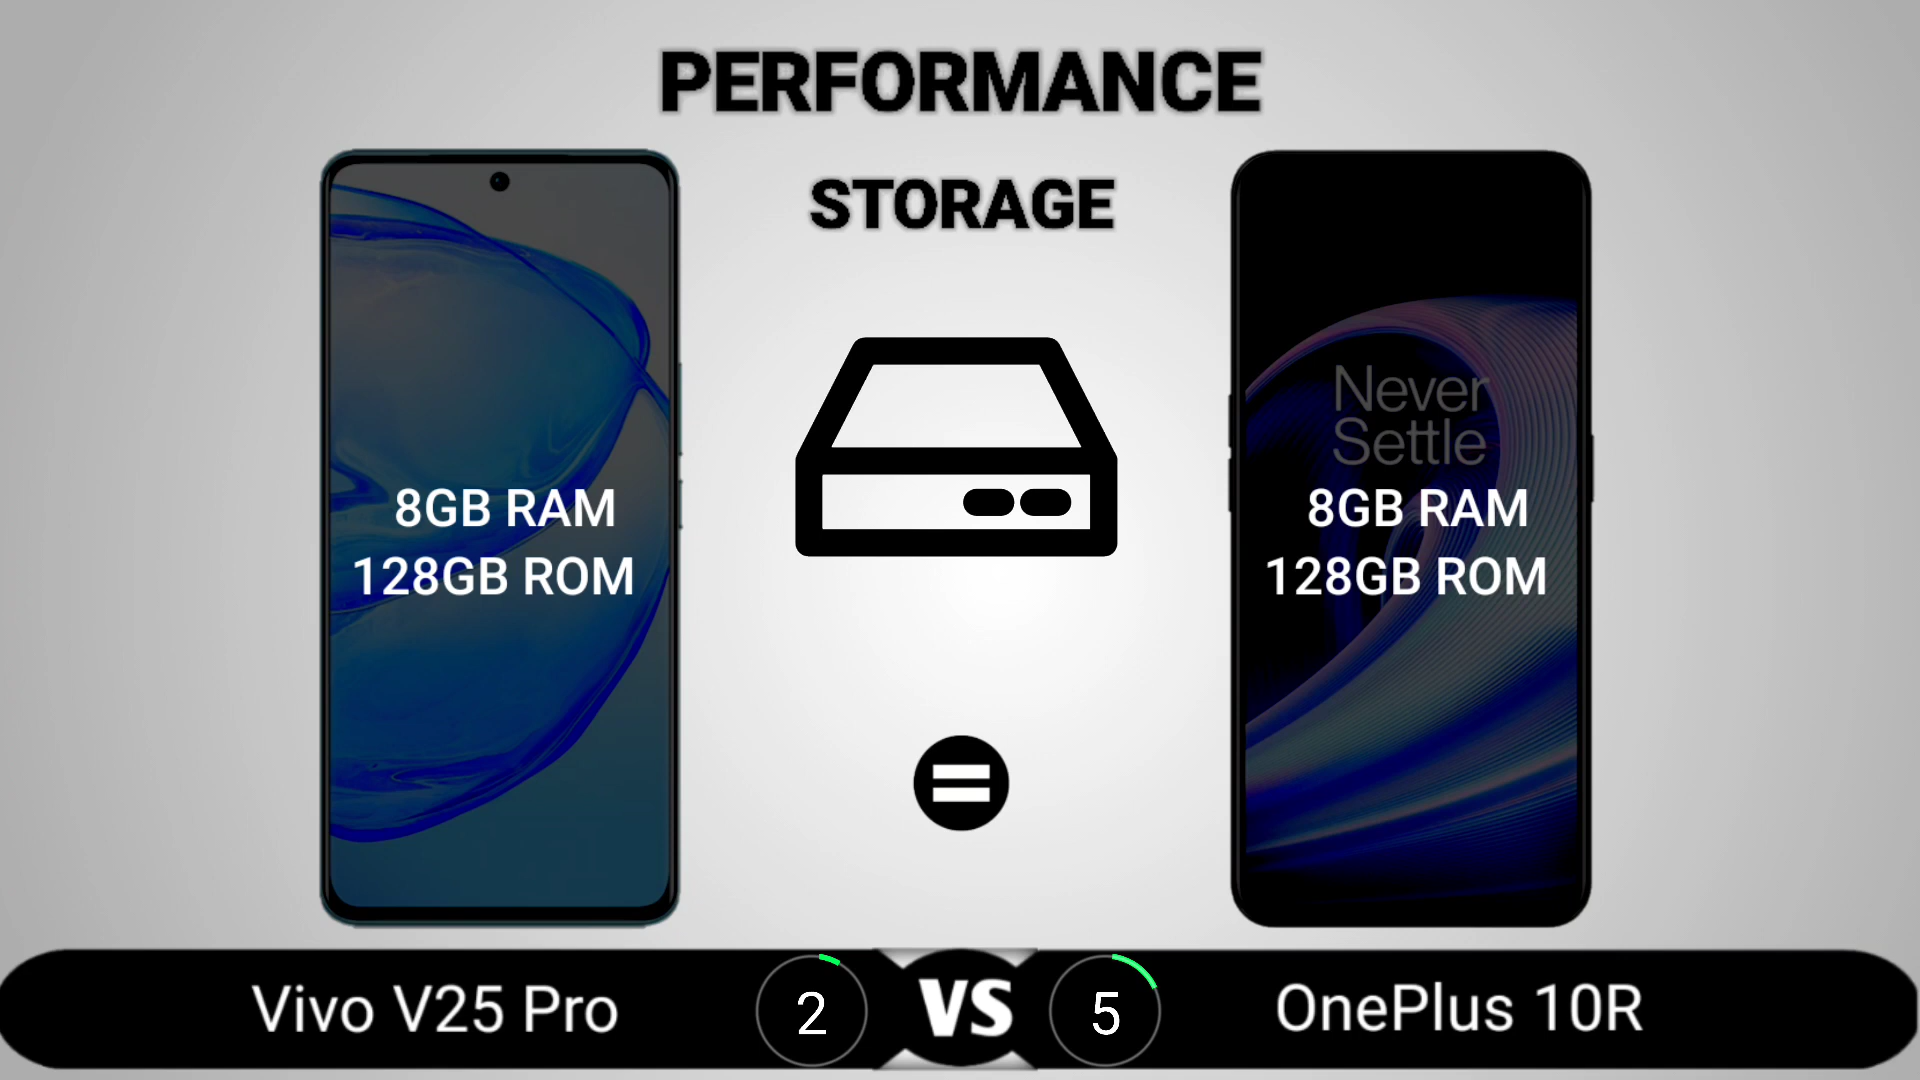 PERFORMANCE
STORAGE
Never
Settle
8GB RAM
128GB ROM
8GB RAM
128GB ROM
Vivo V25 Pro
2
VS
5
OnePlus 10R